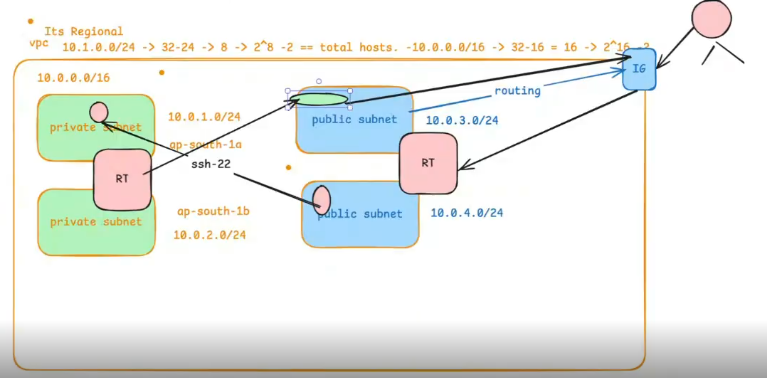 Its Regional
vpc
10.1.0.0/24 -> 32-24 -> 8 -> 2^8 -2 == total hosts. -10.0.0.0/16 -> 32-16 = 16 -> 2^16 -2
10.0.0.0/16
IG
routing
private subnet
10.0.1.0/24
public subnet
10.0.3.0/24
ap-south-1a
ssh-22
RT
RT
private subnet
ap-south-1b
public subnet
10.0.4.0/24
10.0.2.0/24